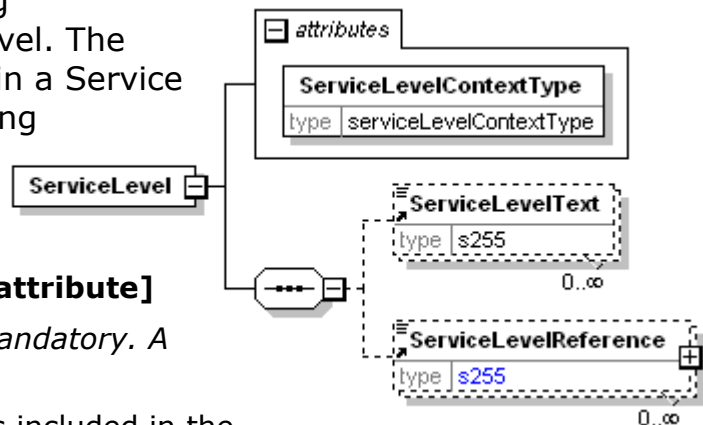 vel. The
in a Service
ng
attribute]
andatory. A
s included in the
attributes
ServiceLevelContextType
type serviceLevelContextType
ServiceLevel
ServiceLevelText
type s255
0..∞
ServiceLevelReference
type s255
0..∞